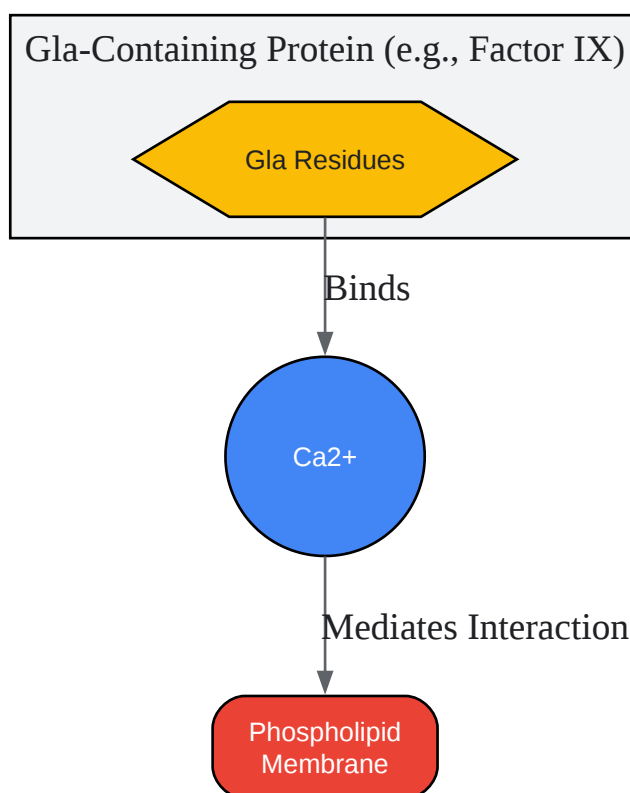 Gla-Containing Protein (e.g., Factor IX)
Gla Residues
Binds
Ca2+
Mediates Interaction
Phospholipid
Membrane